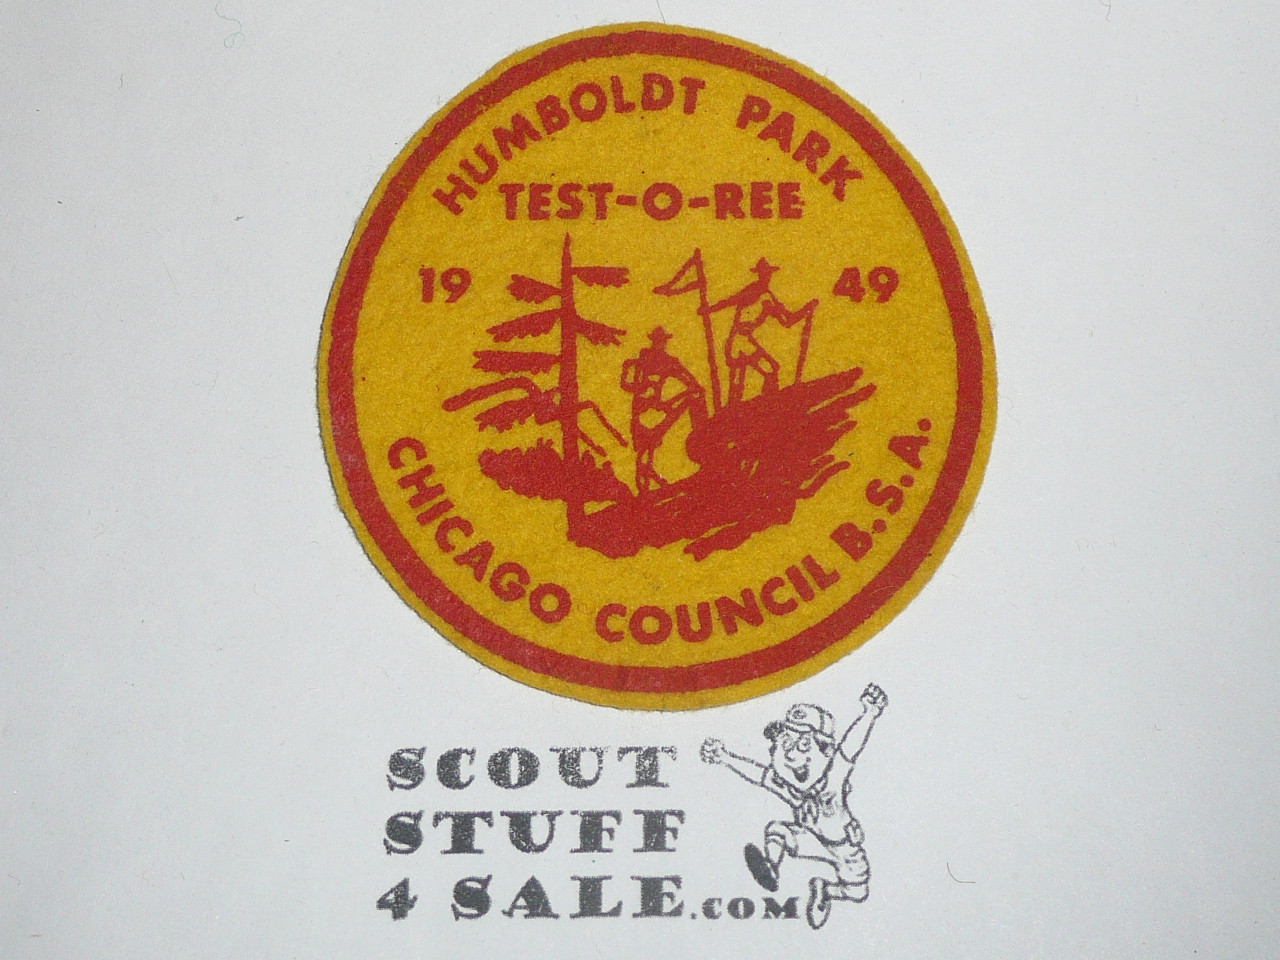 HUMBOLDT PARK
TEST-O-REE
19 49
CHICAGO COUNCIL B.S.A.
SCOUT
STUFF
4 SALE.COM